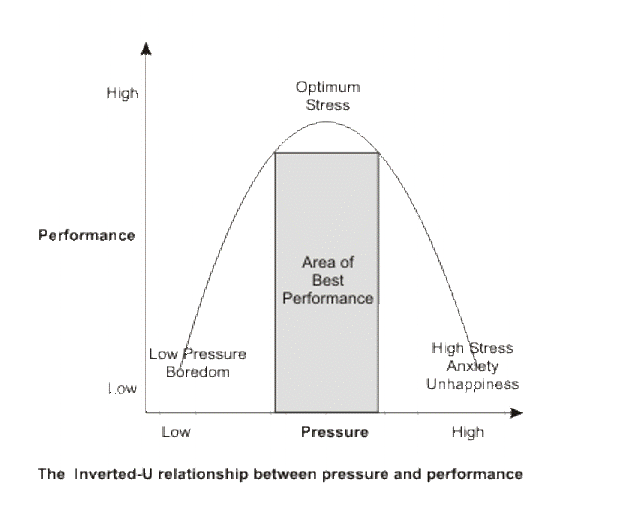 High
Optimum
Stress
Performance
Area of
Best
Performance
Low Pressure
Boredom
High Stress
Anxiety
Unhappiness
Low
Low
Pressure
High
The Inverted-U relationship between pressure and performance